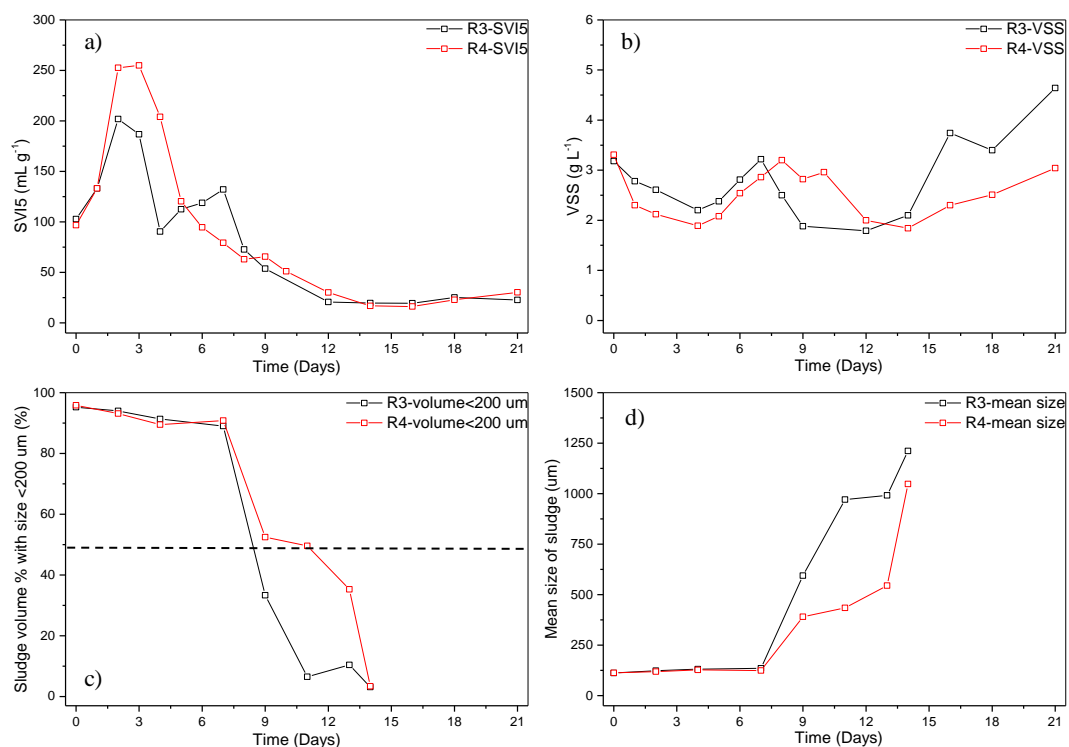 a)
R3-SVI5
R4-SVI5
SVI5 (mL g⁻¹)
300
250
200
150
100
50
0
0 3 6 9 12 15 18 21
Time (Days)
b)
R3-VSS
R4-VSS
VSS (g L⁻¹)
6
5
4
3
2
1
0
0 3 6 9 12 15 18 21
Time (Days)
c)
R3-volume<200 um
R4-volume<200 um
Sludge volume % with size <200 um (%)
100
80
60
40
20
0
0 3 6 9 12 15 18 21
Time (Days)
d)
R3-mean size
R4-mean size
Mean size of sludge (um)
1500
1250
1000
750
500
250
0
0 3 6 9 12 15 18 21
Time (Days)